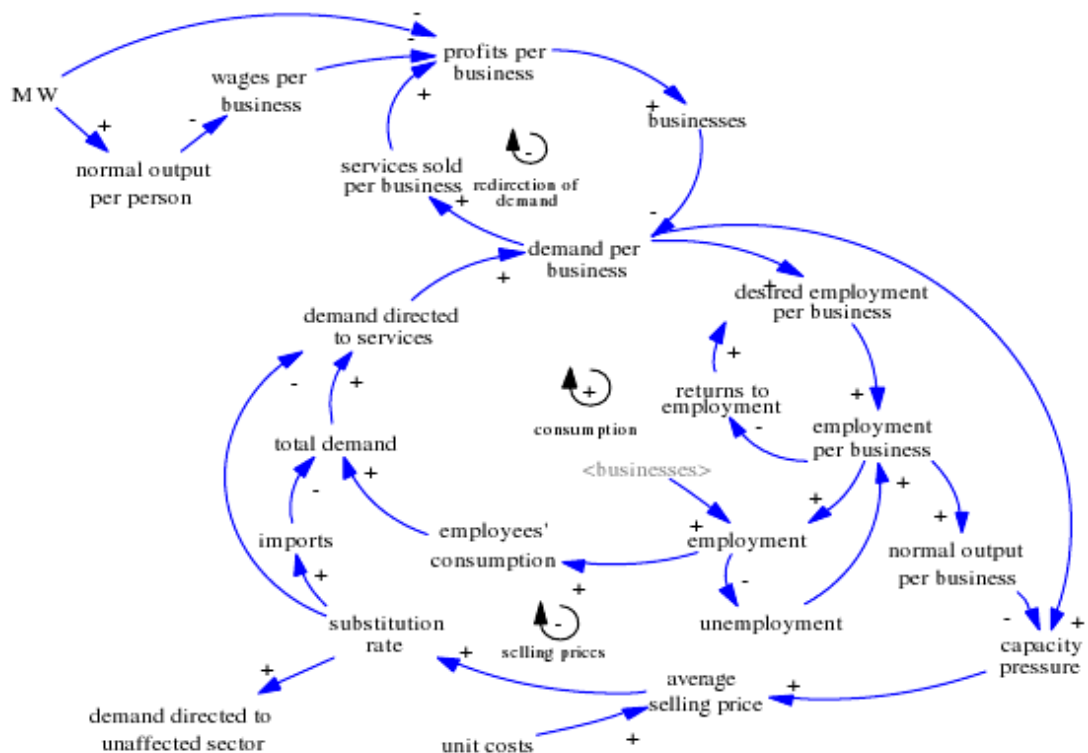 MW
-
-
profits per
business
wages per
business
+
-
+
+
businesses
normal output
per person
services sold
per business
-
redirection of
demand
+
-
demand per
business
+
demand directed
to services
+
desired employment
per business
-
+
+
+
consumption
returns to
employment
+
-
employment
per business
total demand
+
<businesses>
+
-
+
+
employees'
consumption
+
employment
imports
+
+
-
normal output
per business
substitution
rate
-
selling prices
unemployment
-
+
capacity
pressure
+
+
average
selling price
+
demand directed to
unaffected sector
unit costs
+